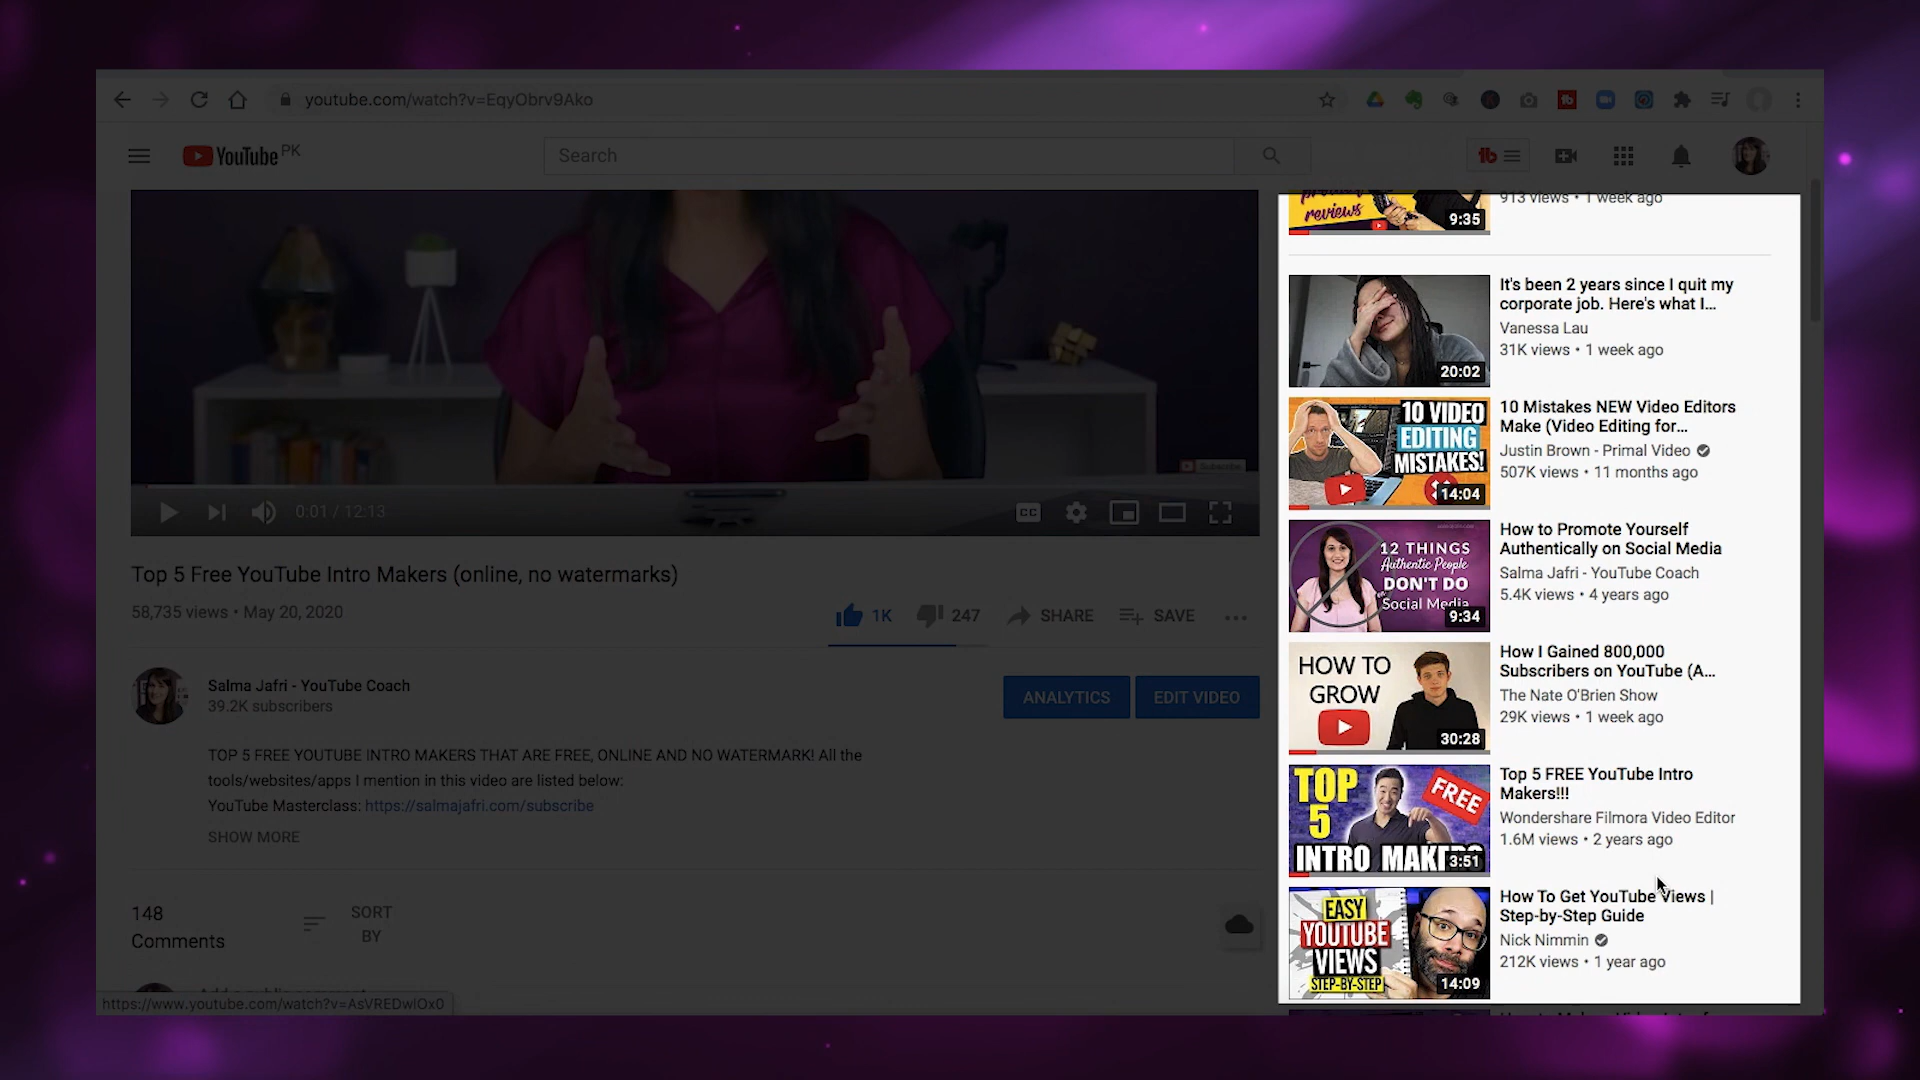 youtube.com/watch?v=EqyObrv9Ako
YouTube PK
Search
Subscribe
0:01 / 12:13
CC
Top 5 Free YouTube Intro Makers (online, no watermarks)
58,735 views • May 20, 2020
1K
247
SHARE
SAVE
Salma Jafri - YouTube Coach
39.2K subscribers
ANALYTICS
EDIT VIDEO
TOP 5 FREE YOUTUBE INTRO MAKERS THAT ARE FREE, ONLINE AND NO WATERMARK! All the
tools/websites/apps I mention in this video are listed below:
YouTube Masterclass: https://salmajafri.com/subscribe
SHOW MORE
148
Comments
SORT
BY
https://www.youtube.com/watch?v=AsVREDwIOx0
reviews
9:35
913 views • 1 week ago
20:02
It's been 2 years since I quit my
corporate job. Here's what I...
Vanessa Lau
31K views • 1 week ago
10 VIDEO
EDITING
MISTAKES!
14:04
10 Mistakes NEW Video Editors
Make (Video Editing for...
Justin Brown - Primal Video
507K views • 11 months ago
12 THINGS
Authentic People
DON'T DO
on Social Media
9:34
How to Promote Yourself
Authentically on Social Media
Salma Jafri - YouTube Coach
5.4K views • 4 years ago
HOW TO
GROW
30:28
How I Gained 800,000
Subscribers on YouTube (A...
The Nate O'Brien Show
29K views • 1 week ago
TOP
5
FREE
INTRO
3:51
Top 5 FREE YouTube Intro
Makers!!!
Wondershare Filmora Video Editor
1.6M views • 2 years ago
EASY
YOUTUBE
VIEWS
STEP-BY-STEP
14:09
How To Get YouTube Views |
Step-by-Step Guide
Nick Nimmin
212K views • 1 year ago